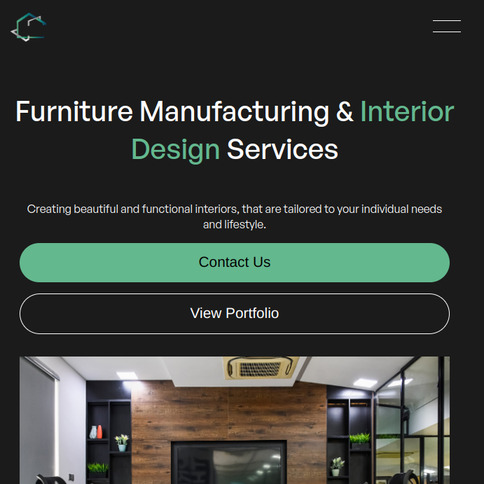 Furniture Manufacturing & Interior
Design Services
Creating beautiful and functional interiors, that are tailored to your individual needs
and lifestyle.
Contact Us
View Portfolio